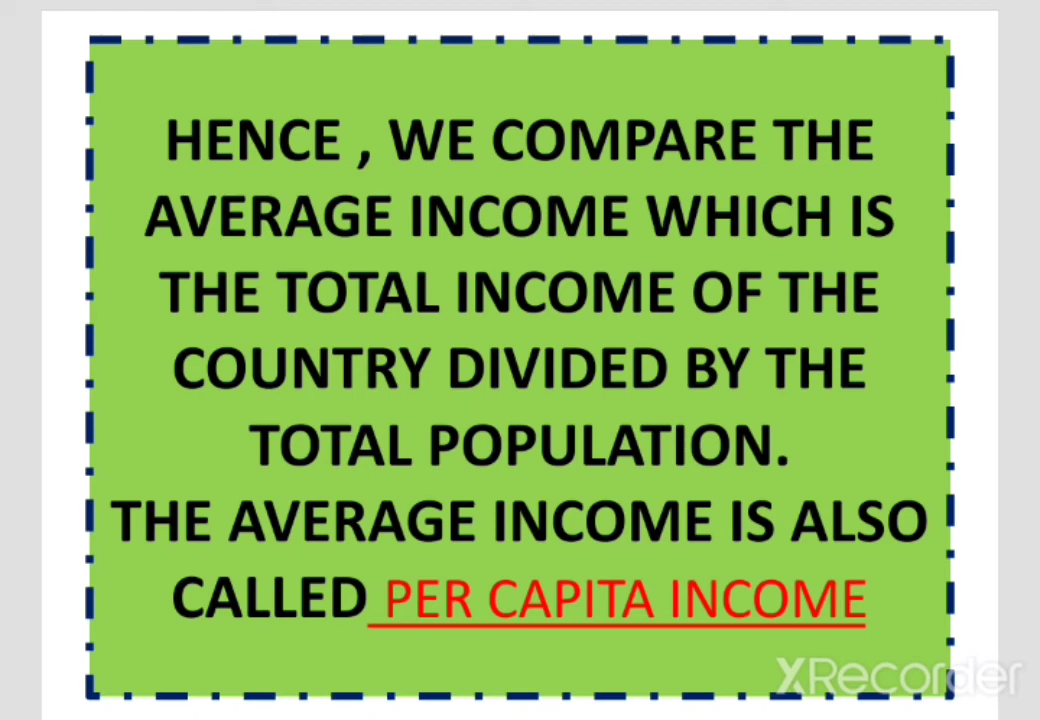 HENCE , WE COMPARE THE
AVERAGE INCOME WHICH IS
THE TOTAL INCOME OF THE
COUNTRY DIVIDED BY THE
TOTAL POPULATION.
THE AVERAGE INCOME IS ALSO
CALLED PER CAPITA INCOME
XRecorder